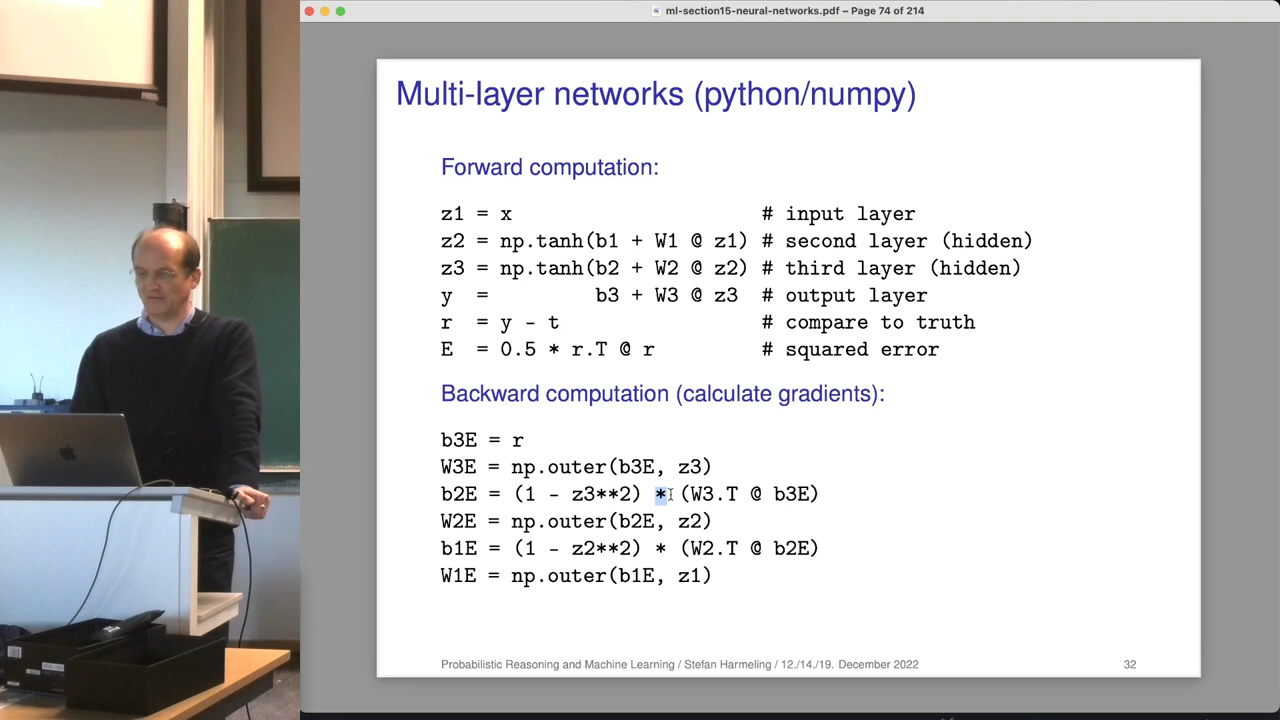 ml-section15-neural-networks.pdf – Page 74 of 214
Multi-layer networks (python/numpy)
Forward computation:
z1 = x # input layer
z2 = np.tanh(b1 + W1 @ z1) # second layer (hidden)
z3 = np.tanh(b2 + W2 @ z2) # third layer (hidden)
y = b3 + W3 @ z3 # output layer
r = y - t # compare to truth
E = 0.5 * r.T @ r # squared error
Backward computation (calculate gradients):
b3E = r
W3E = np.outer(b3E, z3)
b2E = (1 - z3**2) * (W3.T @ b3E)
W2E = np.outer(b2E, z2)
b1E = (1 - z2**2) * (W2.T @ b2E)
W1E = np.outer(b1E, z1)
Probabilistic Reasoning and Machine Learning / Stefan Harmeling / 12./14./19. December 2022 32